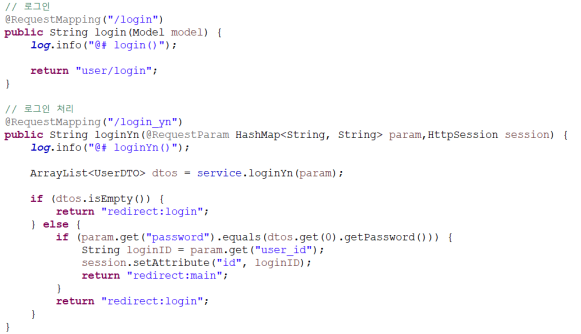 // 로그인
@RequestMapping("/login")
public String login(Model model) {
    log.info("@# login()");

    return "user/login";
}

// 로그인 처리
@RequestMapping("/login_yn")
public String loginYn(@RequestParam HashMap<String, String> param,HttpSession session) {
    log.info("@# loginYn()");

    ArrayList<UserDTO> dtos = service.loginYn(param);

    if (dtos.isEmpty()) {
        return "redirect:login";
    } else {
        if (param.get("password").equals(dtos.get(0).getPassword())) {
            String loginID = param.get("user_id");
            session.setAttribute("id", loginID);
            return "redirect:main";
        }
        return "redirect:login";
    }
}